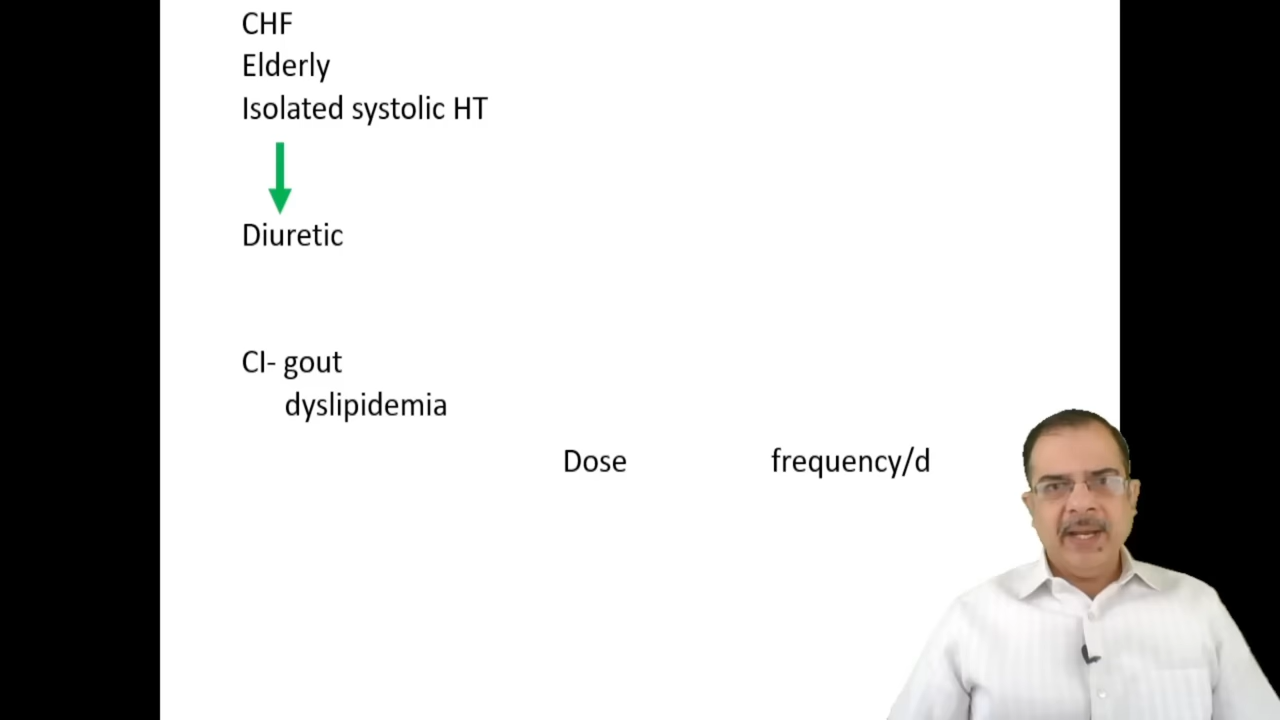 CHF
Elderly
Isolated systolic HT
Diuretic
CI- gout
dyslipidemia
Dose frequency/d